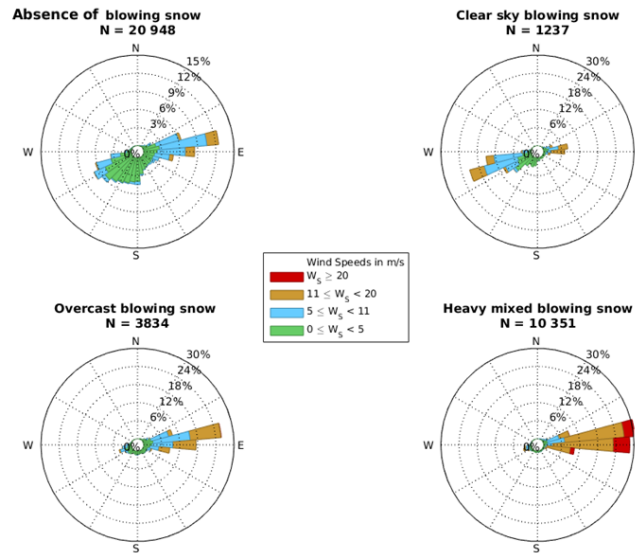 Absence of blowing snow
N = 20 948
N
15%
12%
9%
6%
3%
0%
W
E
S
Clear sky blowing snow
N = 1237
N
30%
24%
18%
12%
6%
0%
W
E
S
Wind Speeds in m/s
W_S ≥ 20
11 ≤ W_S < 20
5 ≤ W_S < 11
0 ≤ W_S < 5
Overcast blowing snow
N = 3834
N
30%
24%
18%
12%
6%
0%
W
E
S
Heavy mixed blowing snow
N = 10 351
N
30%
24%
18%
12%
6%
0%
W
E
S